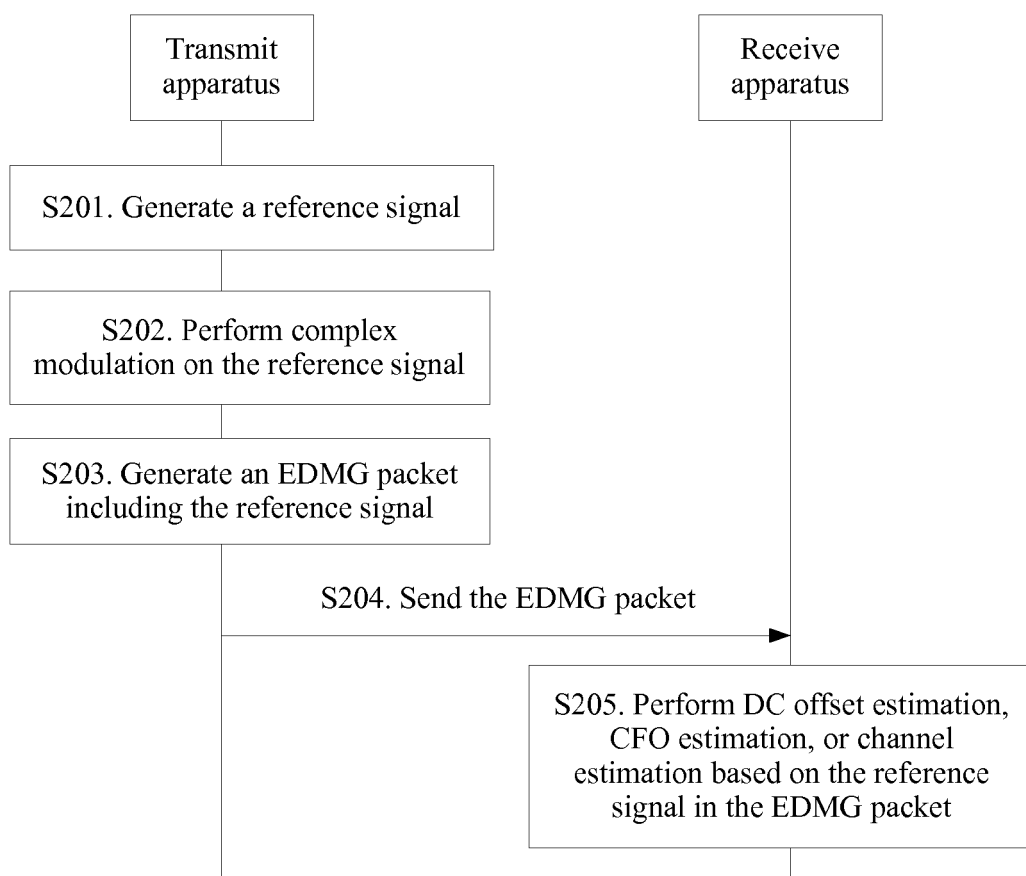 Transmit
apparatus
Receive
apparatus
S201. Generate a reference signal
S202. Perform complex
modulation on the reference signal
S203. Generate an EDMG packet
including the reference signal
S204. Send the EDMG packet
S205. Perform DC offset estimation,
CFO estimation, or channel
estimation based on the reference
signal in the EDMG packet